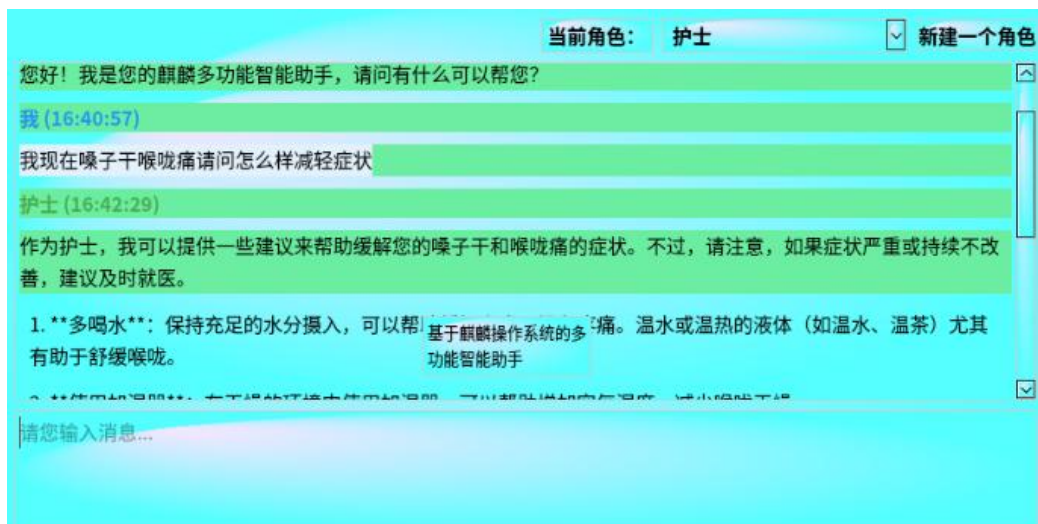 当前角色： 护士 新建一个角色
您好！我是您的麒麟多功能智能助手，请问有什么可以帮您？
我 (16:40:57)
我现在嗓子干喉咙痛请问怎么样减轻症状
护士 (16:42:29)
作为护士，我可以提供一些建议来帮助缓解您的嗓子干和喉咙痛的症状。不过，请注意，如果症状严重或持续不改
善，建议及时就医。
1. **多喝水**：保持充足的水分摄入，可以帮 疼痛。温水或温热的液体（如温水、温茶）尤其
有助于舒缓喉咙。
基于麒麟操作系统的多
功能智能助手
请您输入消息...